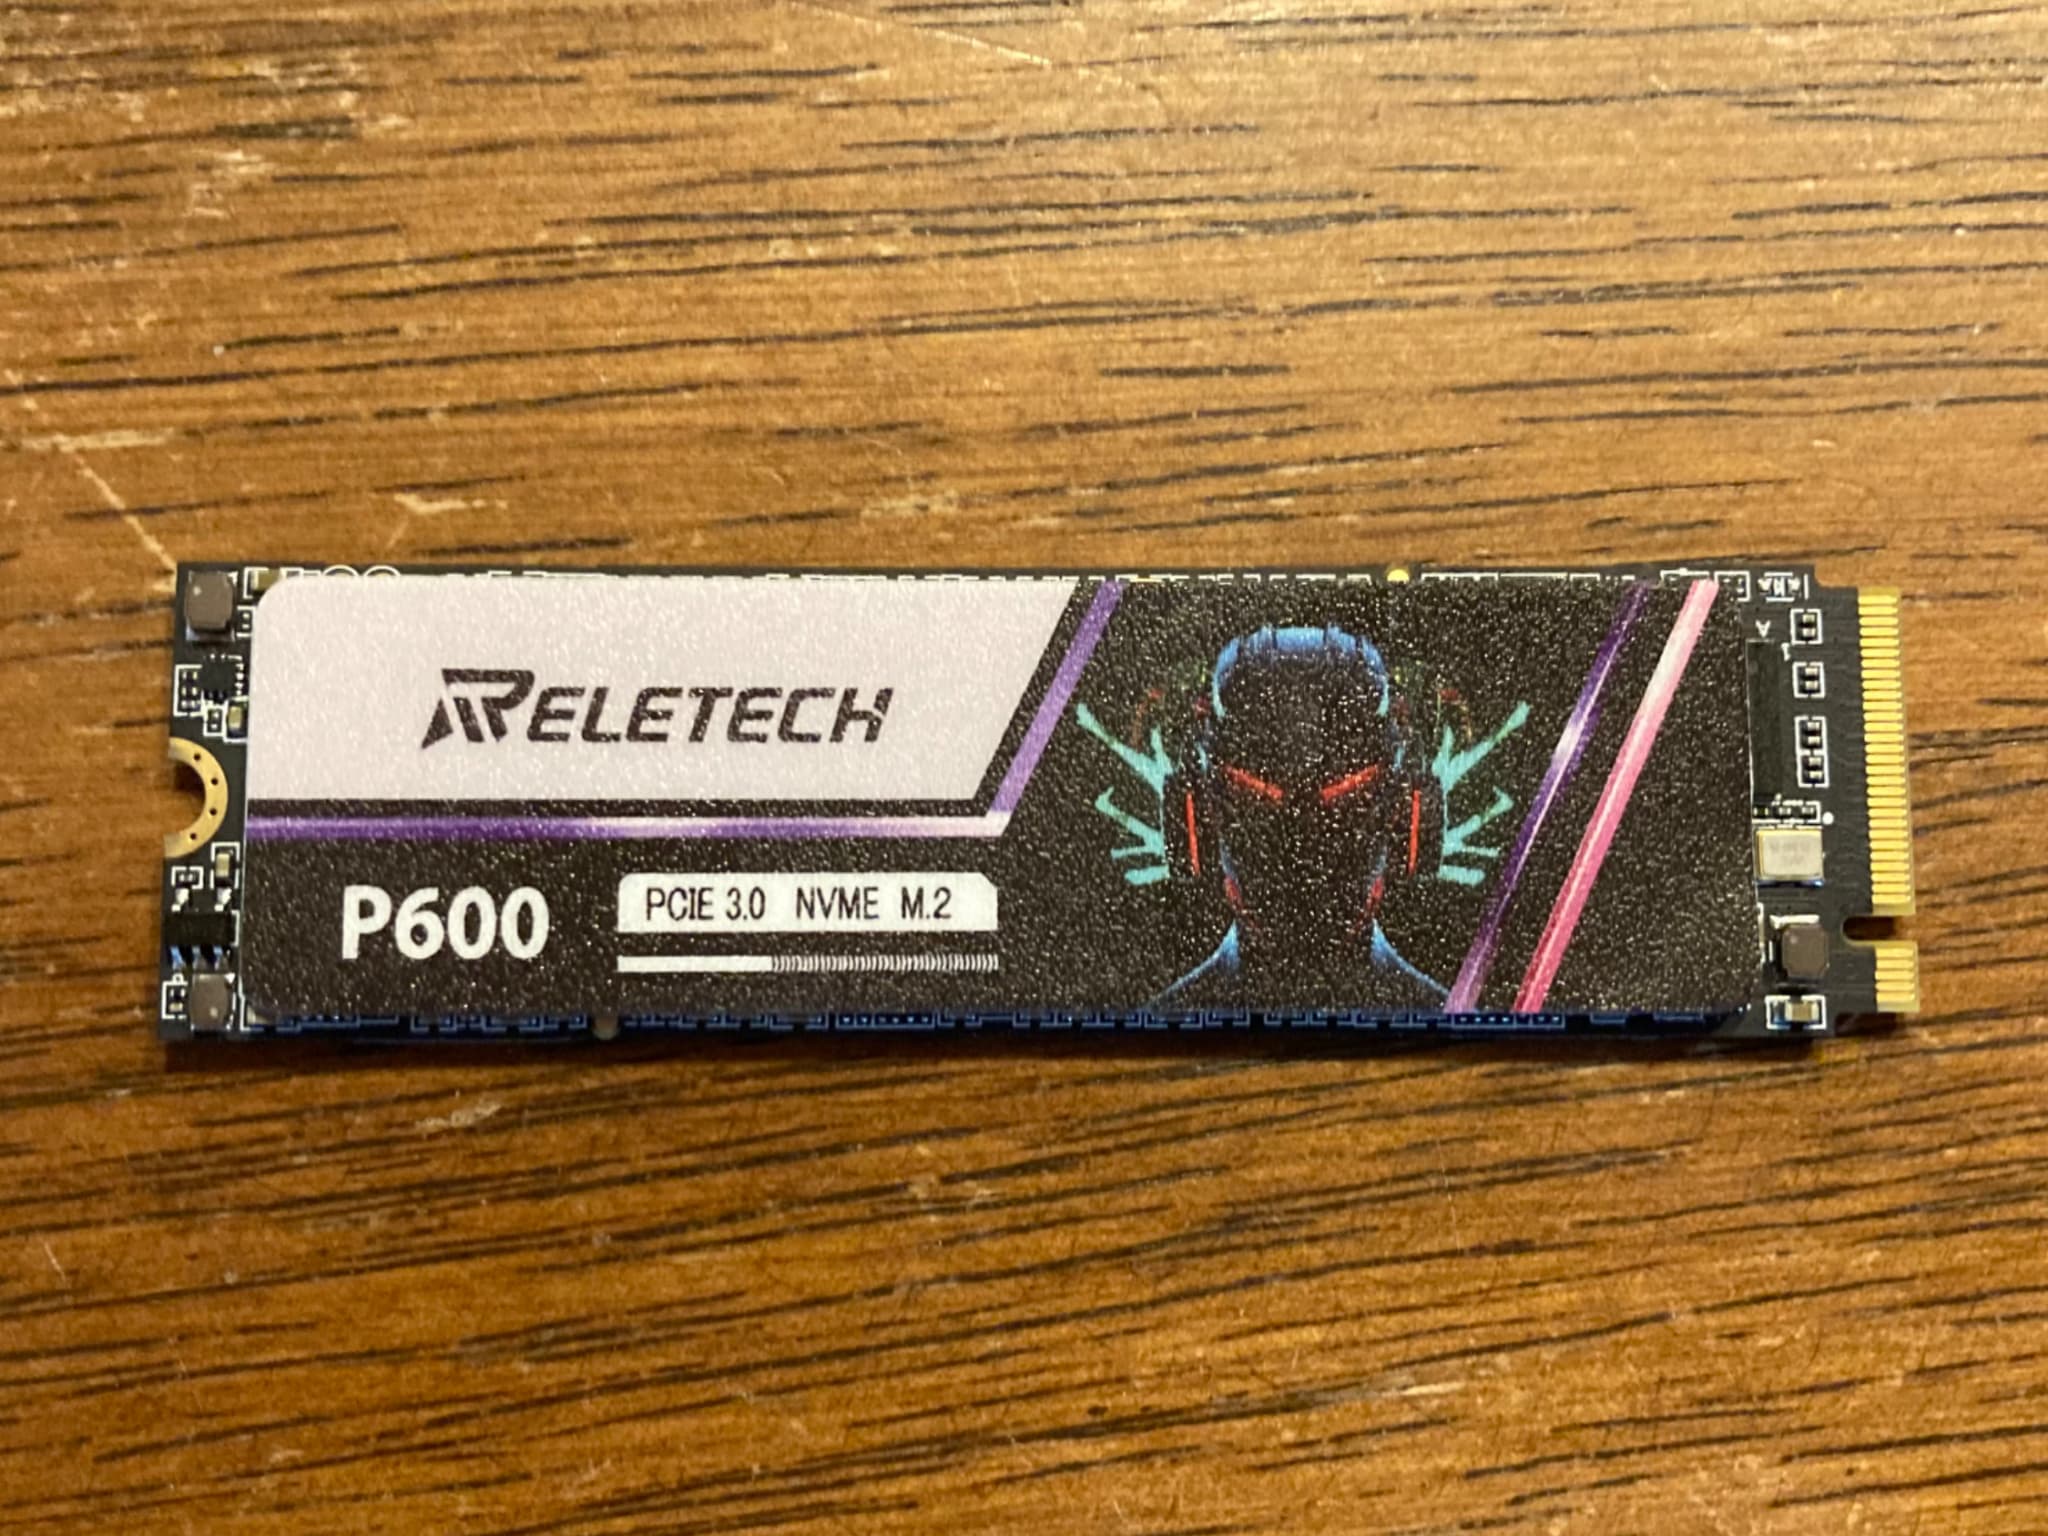 RELETECH
P600
PCIE 3.0 NVME M.2
A